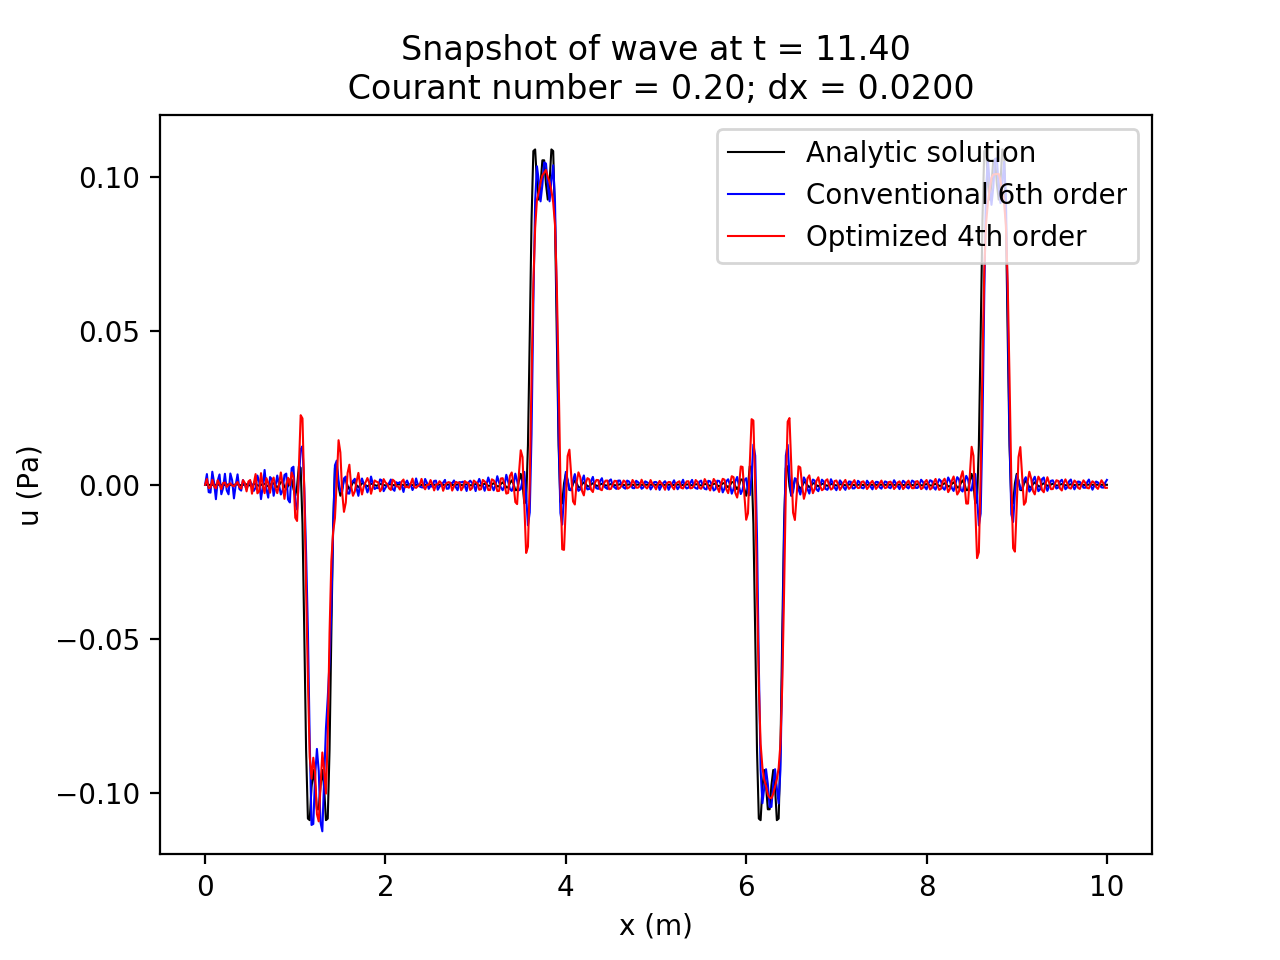 Snapshot of wave at t = 11.40
Courant number = 0.20; dx = 0.0200
Analytic solution
Conventional 6th order
Optimized 4th order
0.10
0.05
0.00
−0.05
−0.10
u (Pa)
0 2 4 6 8 10
x (m)